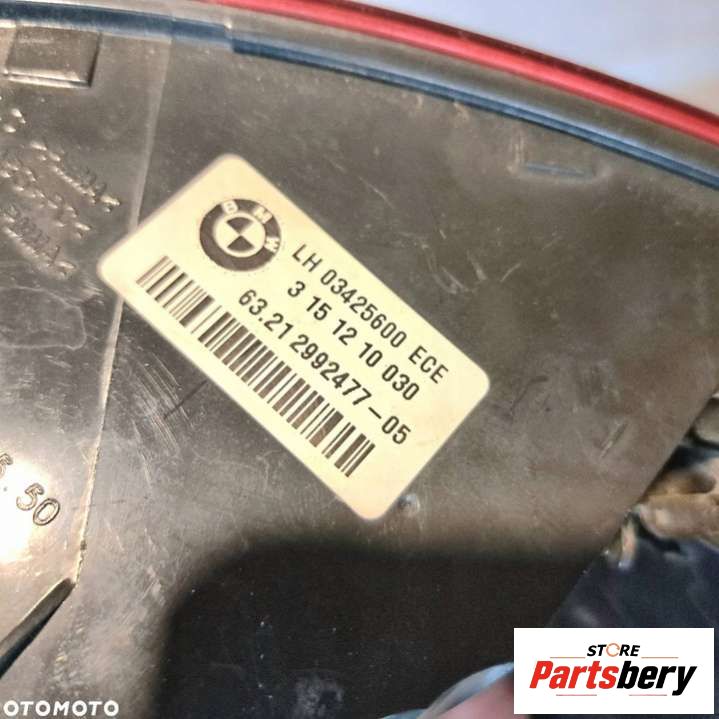 BMW
LH 03425600 ECE
3 15 12 10 030
63.21 2992477-05
50
STORE
Partsbery
OTOMOTO